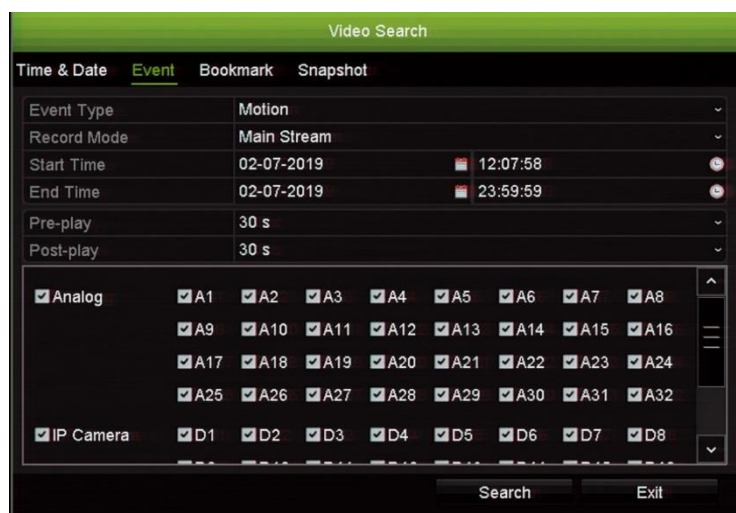 Video Search
Time & Date Event Bookmark Snapshot
Event Type Motion
Record Mode Main Stream
Start Time 02-07-2019 12:07:58
End Time 02-07-2019 23:59:59
Pre-play 30 s
Post-play 30 s
Analog A1 A2 A3 A4 A5 A6 A7 A8
A9 A10 A11 A12 A13 A14 A15 A16
A17 A18 A19 A20 A21 A22 A23 A24
A25 A26 A27 A28 A29 A30 A31 A32
IP Camera D1 D2 D3 D4 D5 D6 D7 D8
Search Exit